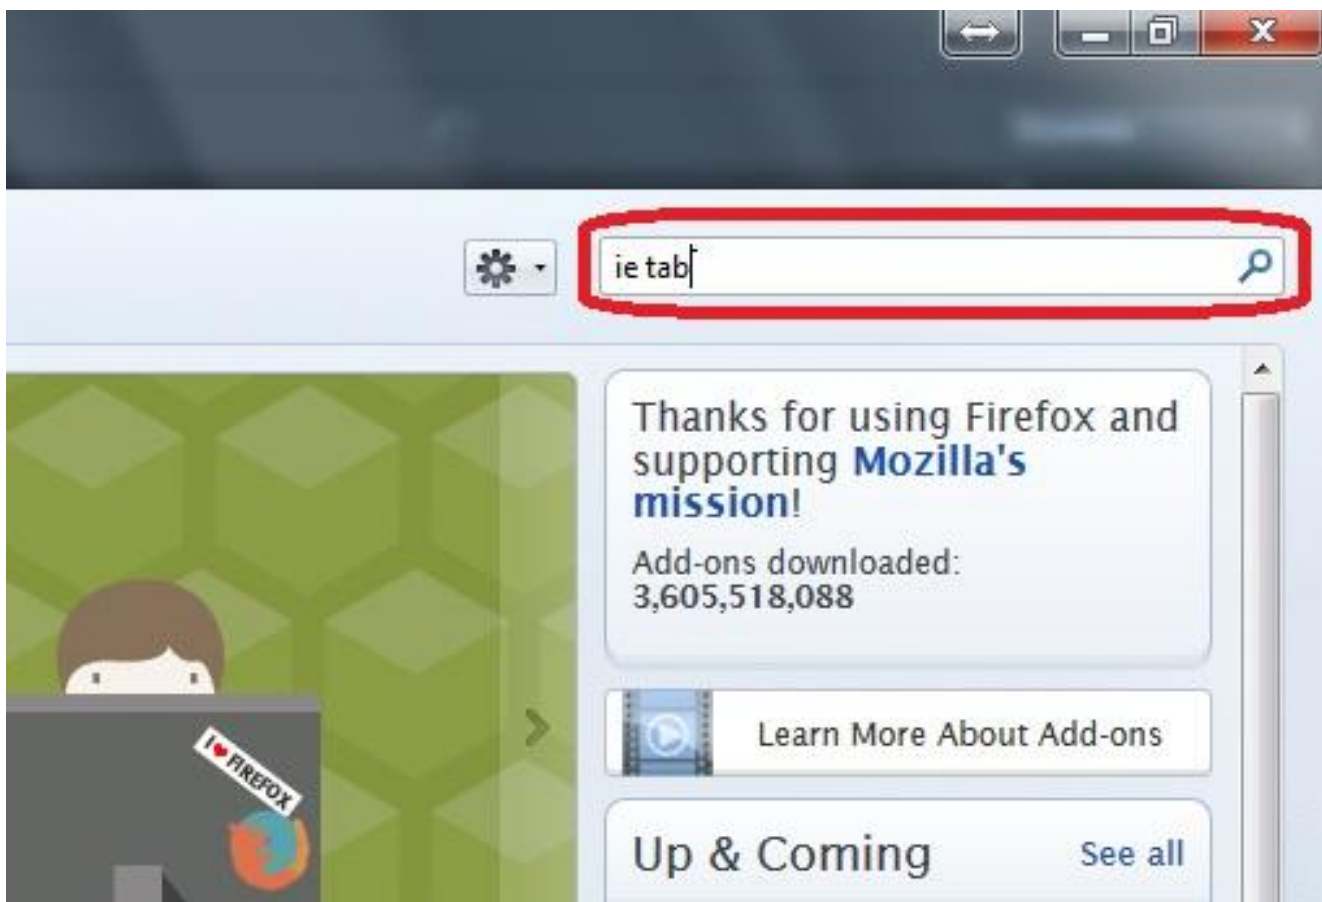 ie tab
Thanks for using Firefox and
supporting Mozilla's
mission!
Add-ons downloaded:
3,605,518,088
I ❤ FIREFOX
Learn More About Add-ons
Up & Coming
See all